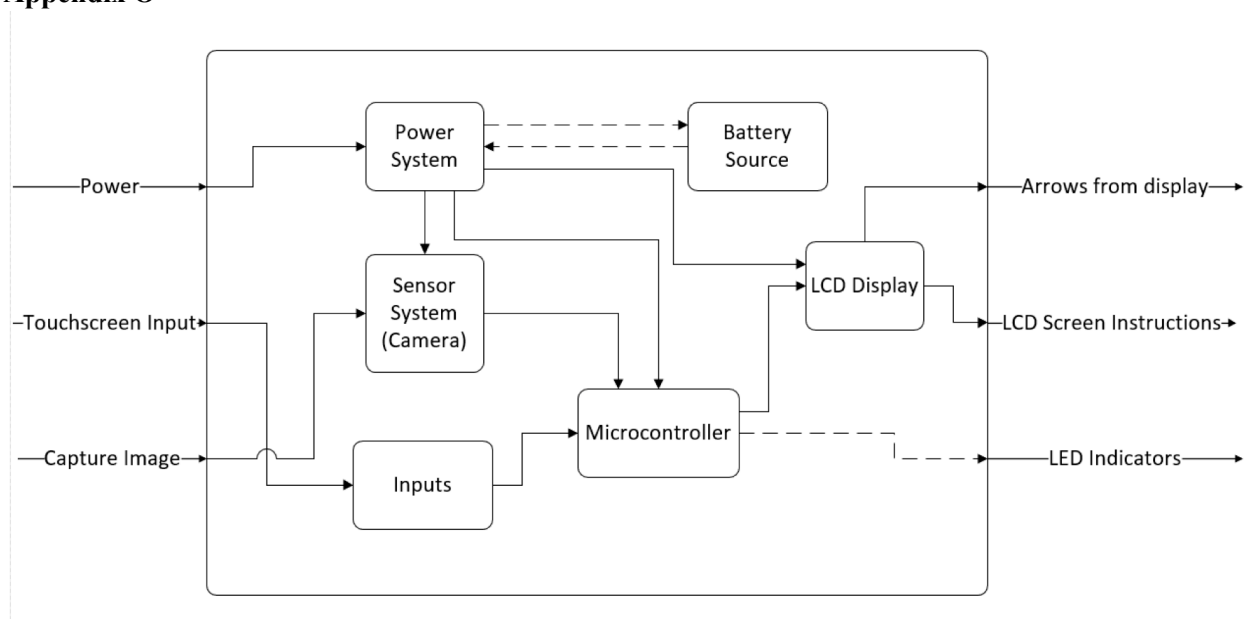 Power
System
Battery
Source
Power
Arrows from display
Sensor
System
(Camera)
LCD Display
Touchscreen Input
LCD Screen Instructions
Microcontroller
Capture Image
LED Indicators
Inputs